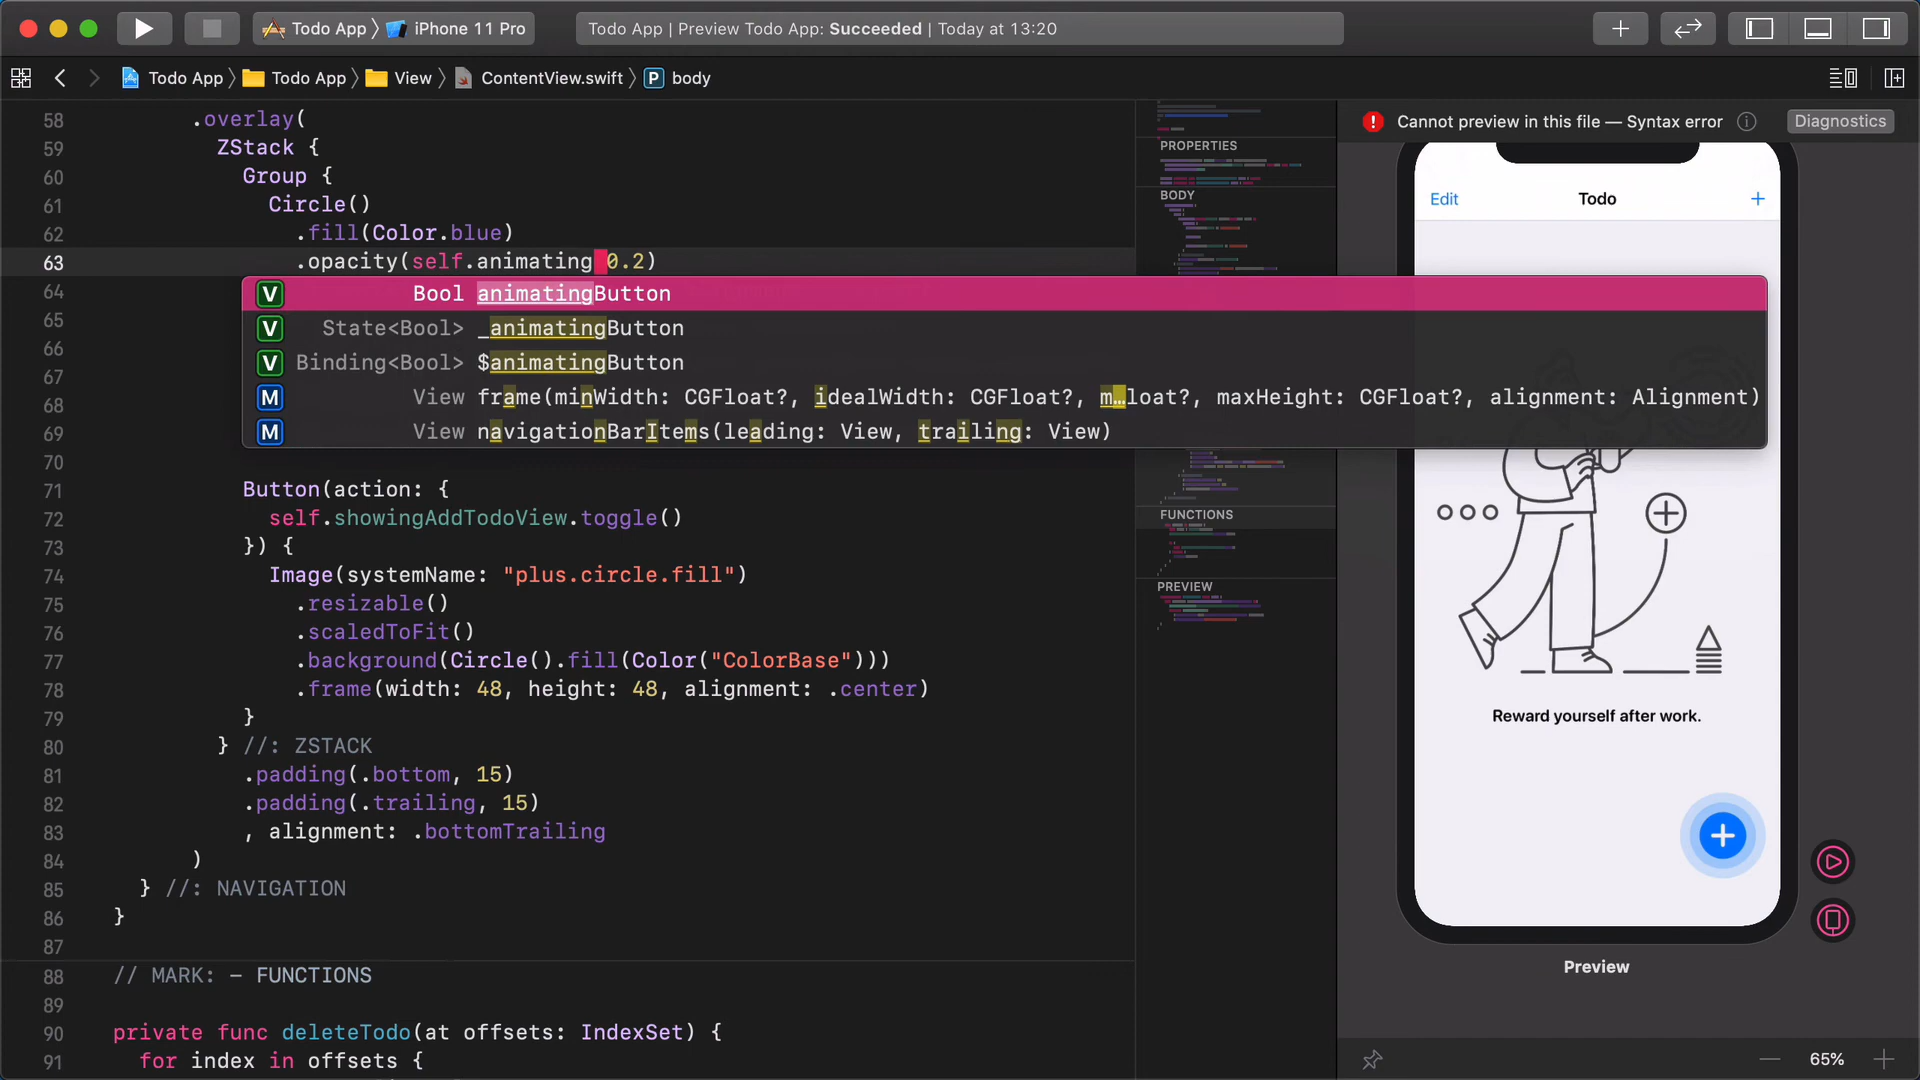 Todo App ⟩ iPhone 11 Pro
Todo App | Preview Todo App: Succeeded | Today at 13:20
Todo App ⟩ Todo App ⟩ View ⟩ ContentView.swift ⟩ P body
58 .overlay(
59 ZStack {
60 Group {
61 Circle()
62 .fill(Color.blue)
63 .opacity(self.animating 0.2)
64
65
66
67
68
69
70
V Bool animatingButton
V State<Bool> _animatingButton
V Binding<Bool> $animatingButton
M View frame(minWidth: CGFloat?, idealWidth: CGFloat?, m…loat?, maxHeight: CGFloat?, alignment: Alignment)
M View navigationBarItems(leading: View, trailing: View)
71 Button(action: {
72 self.showingAddTodoView.toggle()
73 }) {
74 Image(systemName: "plus.circle.fill")
75 .resizable()
76 .scaledToFit()
77 .background(Circle().fill(Color("ColorBase")))
78 .frame(width: 48, height: 48, alignment: .center)
79 }
80 } //: ZSTACK
81 .padding(.bottom, 15)
82 .padding(.trailing, 15)
83 , alignment: .bottomTrailing
84 )
85 } //: NAVIGATION
86 }
87
88 // MARK: - FUNCTIONS
89
90 private func deleteTodo(at offsets: IndexSet) {
91 for index in offsets {
PROPERTIES
BODY
FUNCTIONS
PREVIEW
Cannot preview in this file — Syntax error
Diagnostics
Edit Todo +
Reward yourself after work.
Preview
65%